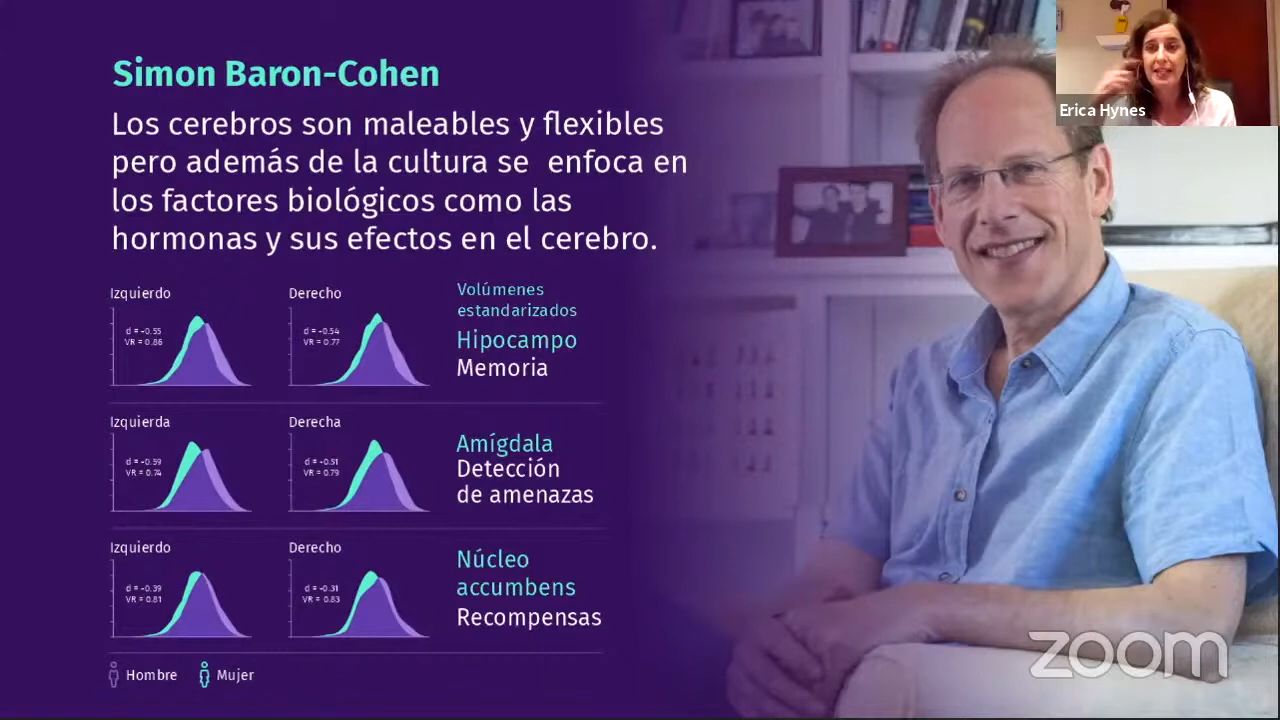 Simon Baron-Cohen
Los cerebros son maleables y flexibles
pero además de la cultura se enfoca en
los factores biológicos como las
hormonas y sus efectos en el cerebro.
Izquierdo
d = -0.55
VR = 0.86
Derecho
d = -0.54
VR = 0.77
Volúmenes
estandarizados
Hipocampo
Memoria
Izquierda
d = -0.59
VR = 0.74
Derecha
d = -0.51
VR = 0.79
Amígdala
Detección
de amenazas
Izquierdo
d = -0.39
VR = 0.81
Derecho
d = -0.31
VR = 0.83
Núcleo
accumbens
Recompensas
Hombre
Mujer
Erica Hynes
zoom